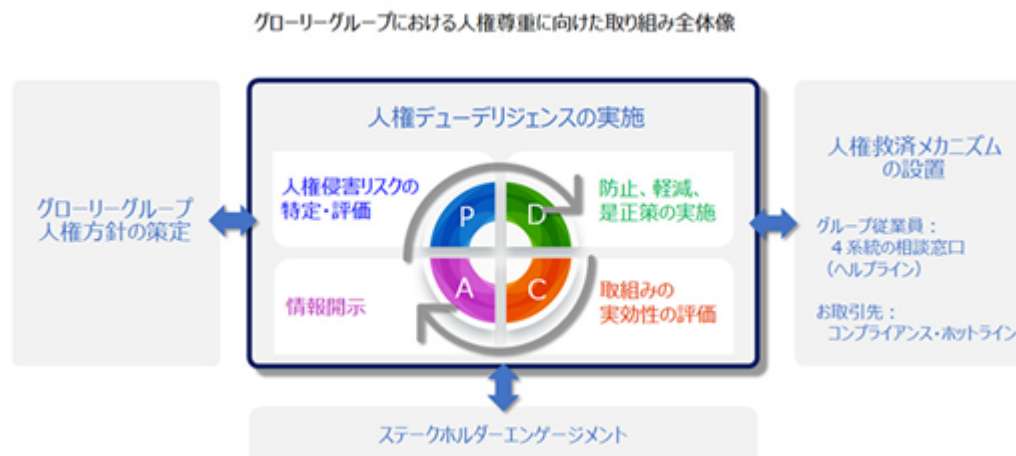 グローリーグループにおける人権尊重に向けた取り組み全体像
グローリーグループ
人権方針の策定
人権デューデリジェンスの実施
人権侵害リスクの
特定・評価
P
D
防止、軽減、
是正策の実施
情報開示
A
C
取組みの
実効性の評価
人権救済メカニズム
の設置
グループ従業員：
４系統の相談窓口
（ヘルプライン）
お取引先：
コンプライアンス・ホットライン
ステークホルダーエンゲージメント